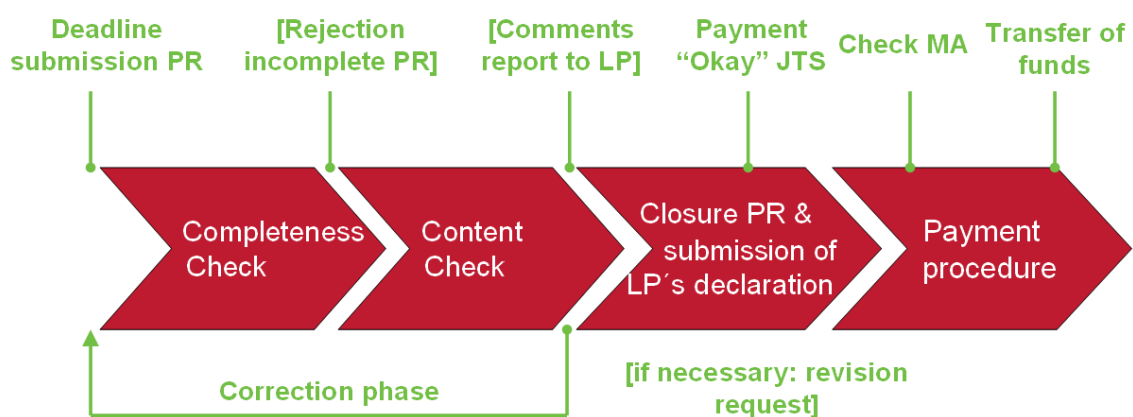 Deadline
submission PR
[Rejection
incomplete PR]
[Comments
report to LP]
Payment
“Okay” JTS
Check MA
Transfer of
funds
Completeness
Check
Content
Check
Closure PR &
submission of
LP´s declaration
Payment
procedure
Correction phase
[if necessary: revision
request]